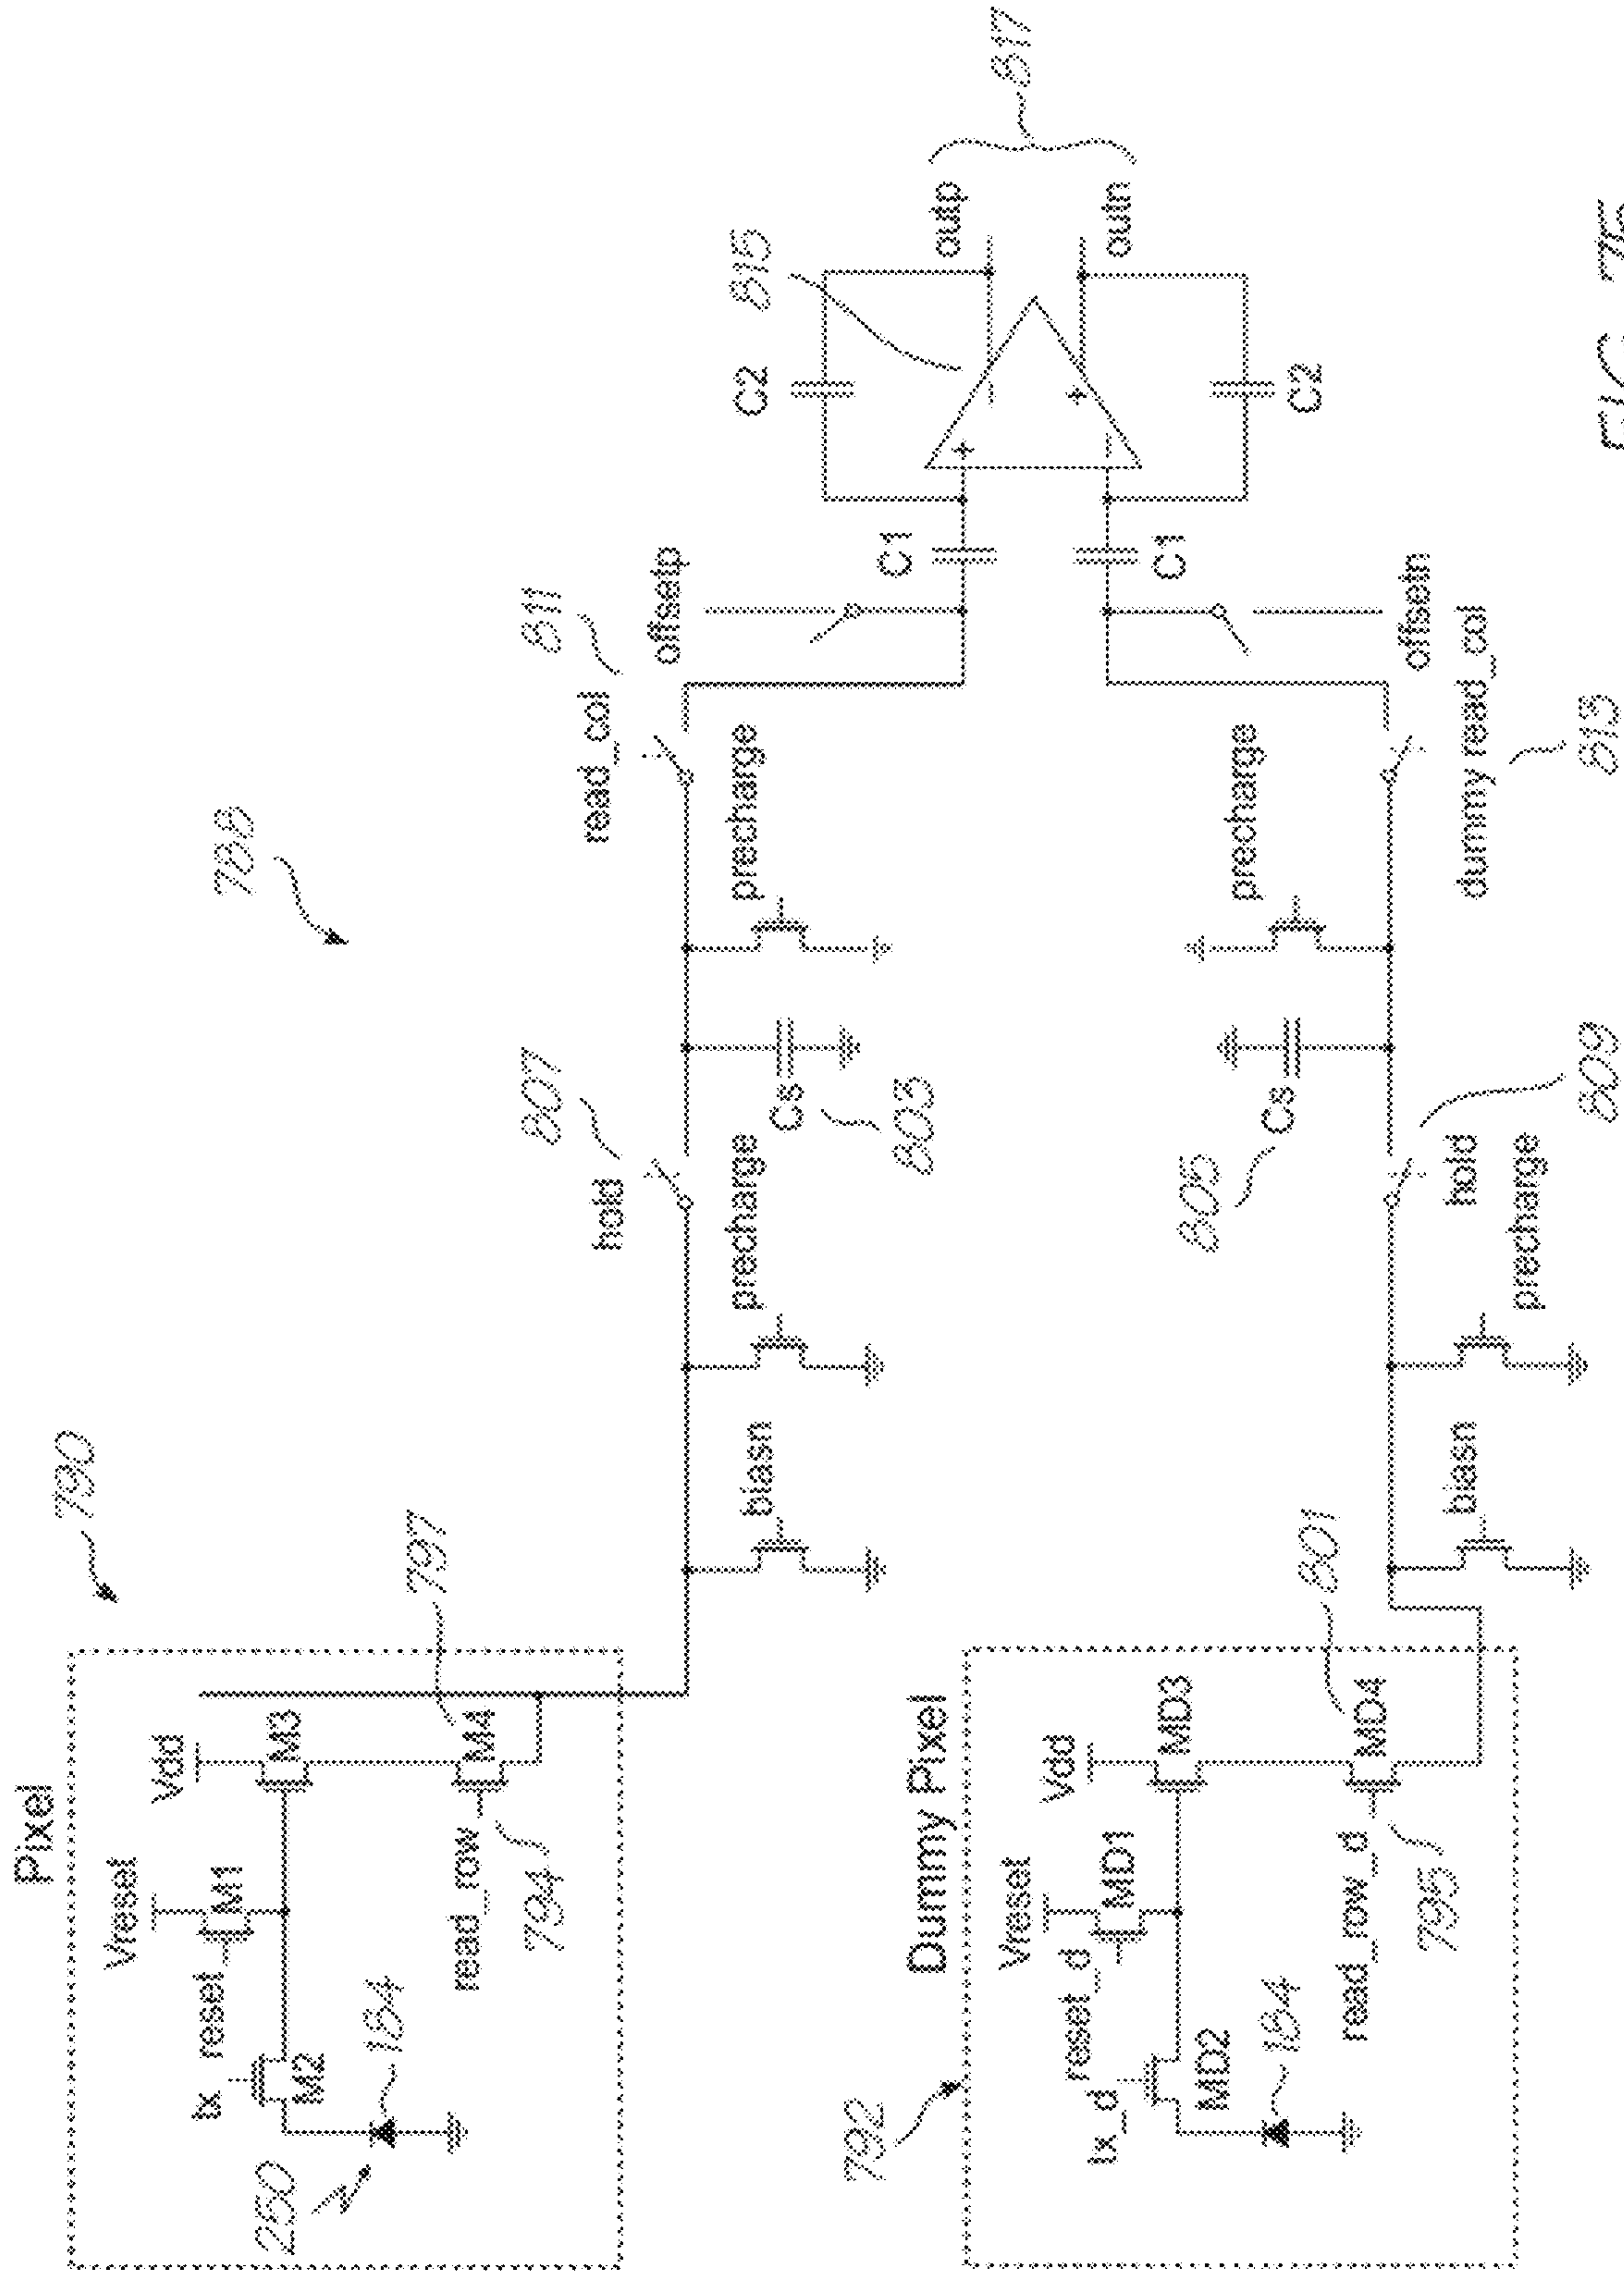 Pixel
790
Vdd
Vreset
M3
797
M1
tx
reset
M2
M4
read_row
250
184
794
788
807
hold
811
read_col
offsetp
biasn
precharge
precharge
Cs
803
C1
C2
815
outp
817
outn
C2
C1
offsetn
Dummy Pixel
792
Vdd
Vreset
MD3
801
MD1
tx_d
reset_d
MD2
MD4
read_row_d
184
795
805
Cs
precharge
biasn
precharge
hold
809
dummy read_col
813